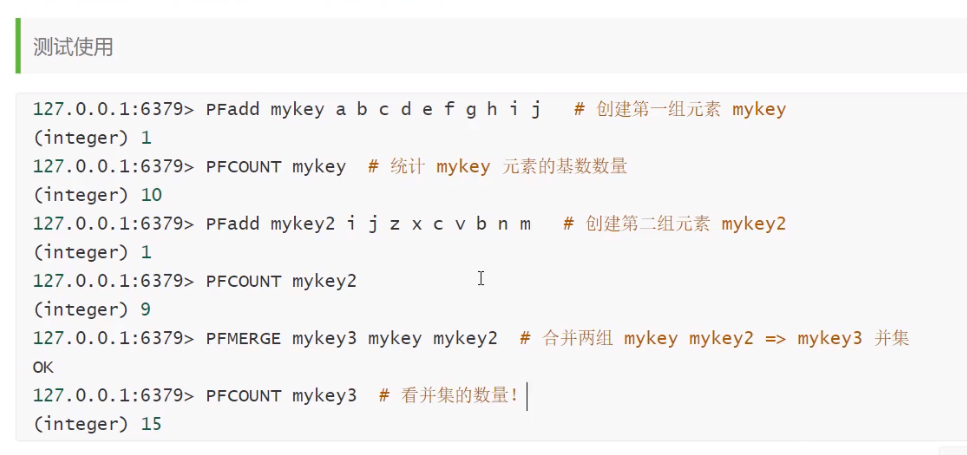 测试使用
127.0.0.1:6379> PFadd mykey a b c d e f g h i j   # 创建第一组元素 mykey
(integer) 1
127.0.0.1:6379> PFCOUNT mykey  # 统计 mykey 元素的基数数量
(integer) 10
127.0.0.1:6379> PFadd mykey2 i j z x c v b n m   # 创建第二组元素 mykey2
(integer) 1
127.0.0.1:6379> PFCOUNT mykey2
(integer) 9
127.0.0.1:6379> PFMERGE mykey3 mykey mykey2  # 合并两组 mykey mykey2 => mykey3 并集
OK
127.0.0.1:6379> PFCOUNT mykey3  # 看并集的数量!
(integer) 15